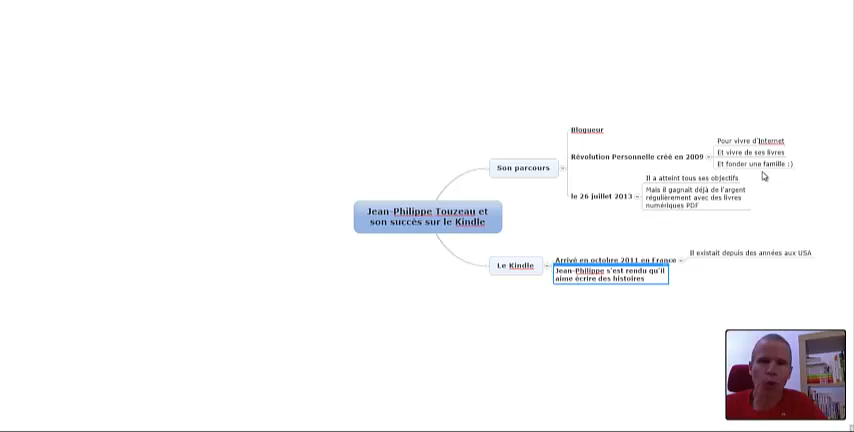 Blogueur
Pour vivre d'Internet
Et vivre de ses livres
Révolution Personnelle créé en 2009
Et fonder une famille :)
Son parcours
Il a atteint tous ses objectifs
Mais il gagnait déjà de l'argent
régulièrement avec des livres
numériques PDF
le 26 juillet 2013
Jean-Philippe Touzeau et
son succès sur le Kindle
Le Kindle
Arrivé en octobre 2011 en France
Il existait depuis des années aux USA
Jean-Philippe s'est rendu qu'il
aime écrire des histoires